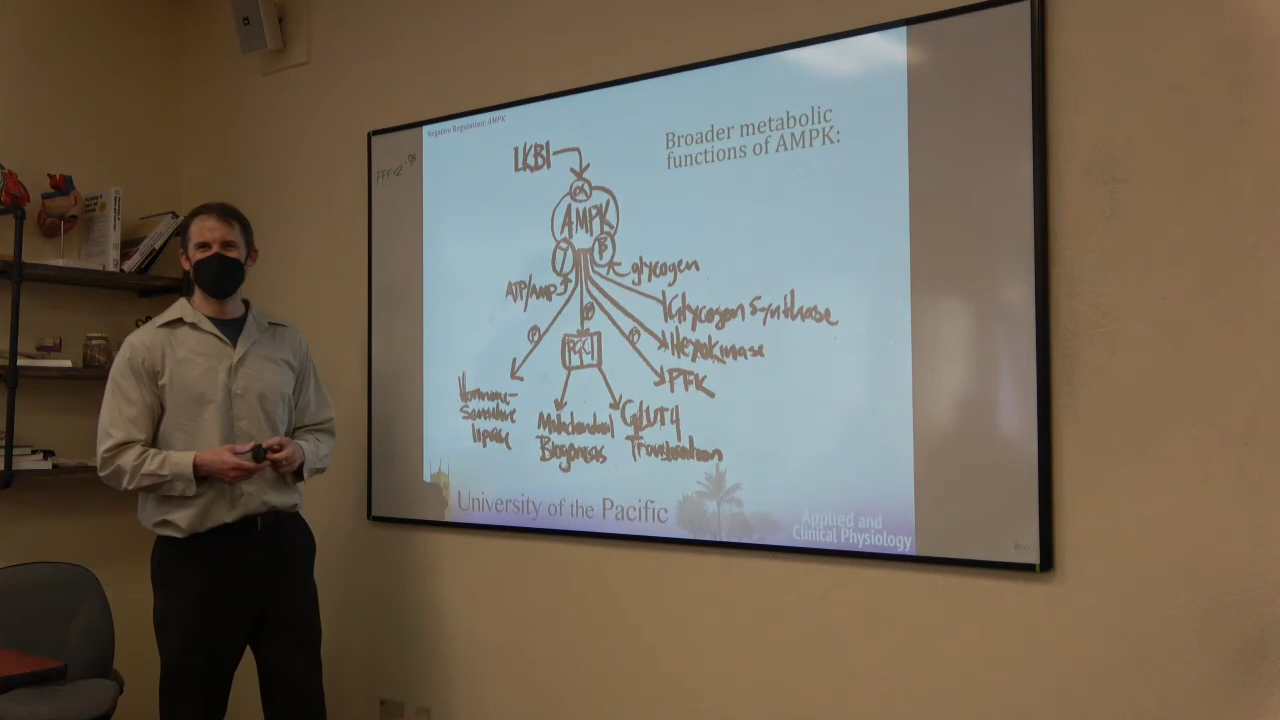 Negative Regulation: AMPK
Broader metabolic
functions of AMPK:
LKB1
α
AMPK
γ
β
ATP/AMP
glycogen
Glycogen Synthase
P
P
P
PGC1
Hexokinase
PFK
Hormone-
Sensitive
lipase
Mitochondrial
Biogenesis
GLUT4
Translocation
University of the Pacific
Applied and
Clinical Physiology